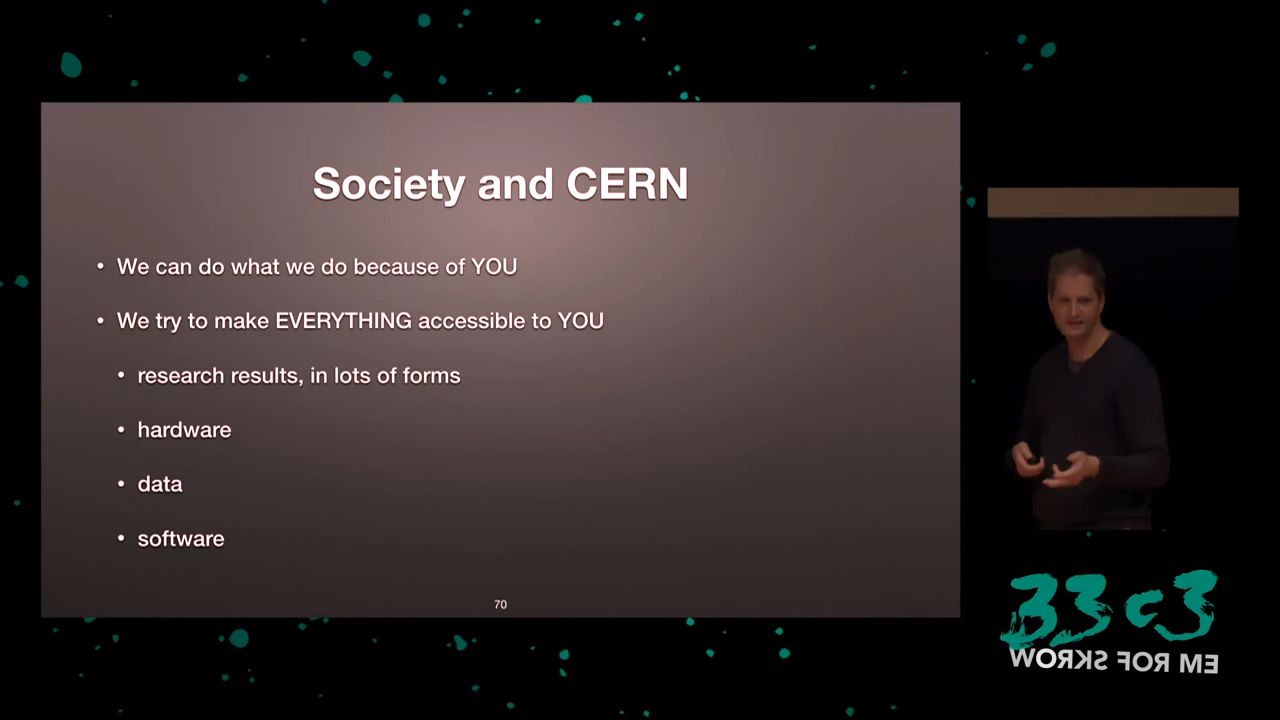 Society and CERN
• We can do what we do because of YOU
• We try to make EVERYTHING accessible to YOU
• research results, in lots of forms
• hardware
• data
• software
70
33c3
WORKS FOR ME